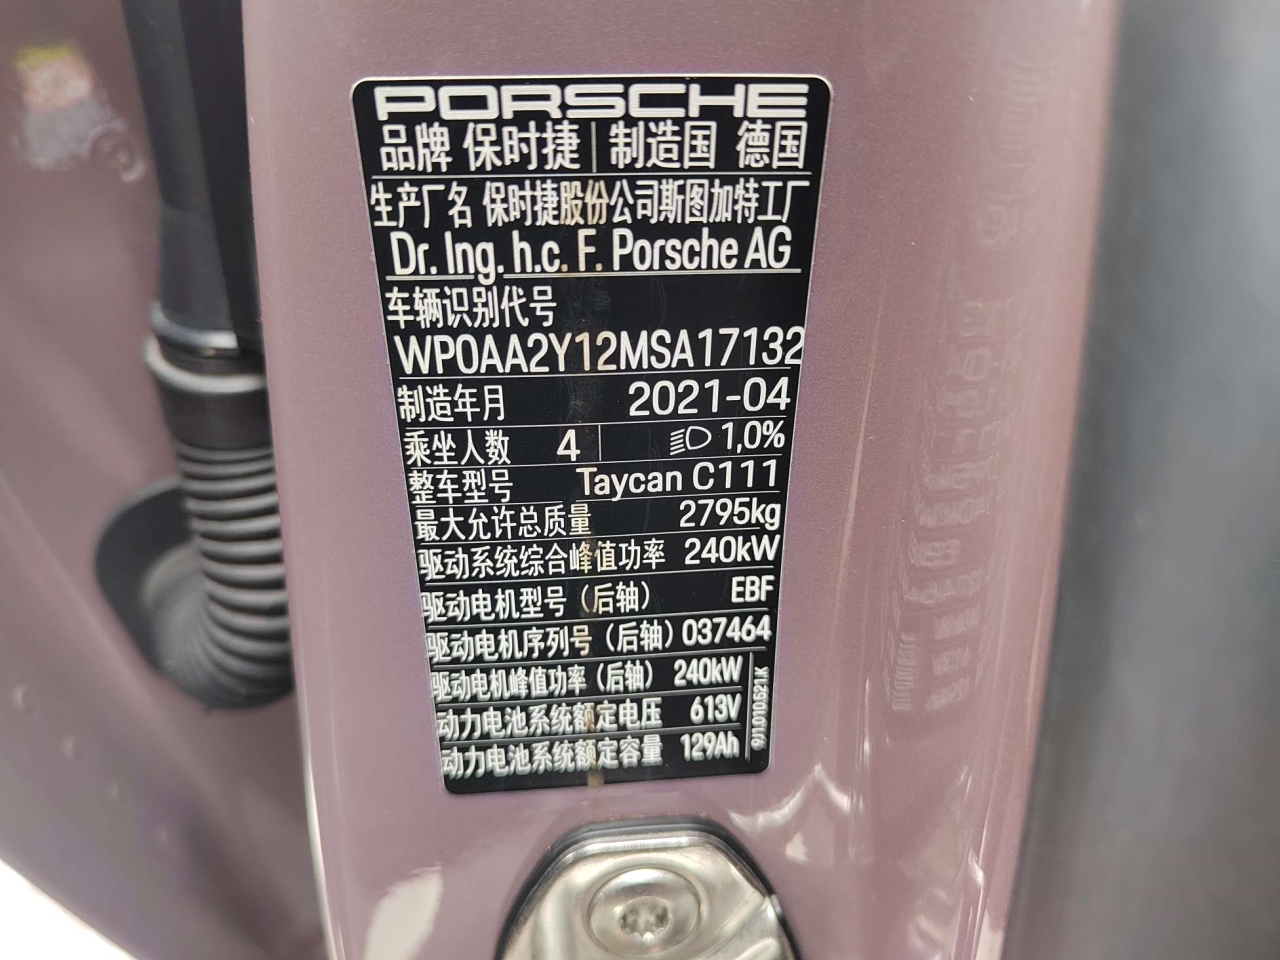 PORSCHE
品牌 保时捷 制造国 德国
生产厂名 保时捷股份公司斯图加特工厂
Dr. Ing. h.c. F. Porsche AG
车辆识别代号
WP0AA2Y12MSA17132
制造年月 2021-04
乘坐人数 4 1,0%
整车型号 Taycan C111
最大允许总质量 2795kg
驱动系统综合峰值功率 240kW
驱动电机型号（后轴） EBF
驱动电机序列号（后轴）037464
驱动电机峰值功率（后轴） 240kW
动力电池系统额定电压 613V
动力电池系统额定容量 129Ah
9J1.010.621.K